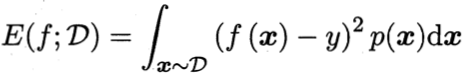 E(f; 𝒟) = ∫_{𝒙∼𝒟} (f(𝒙) − y)² p(𝒙)d𝒙